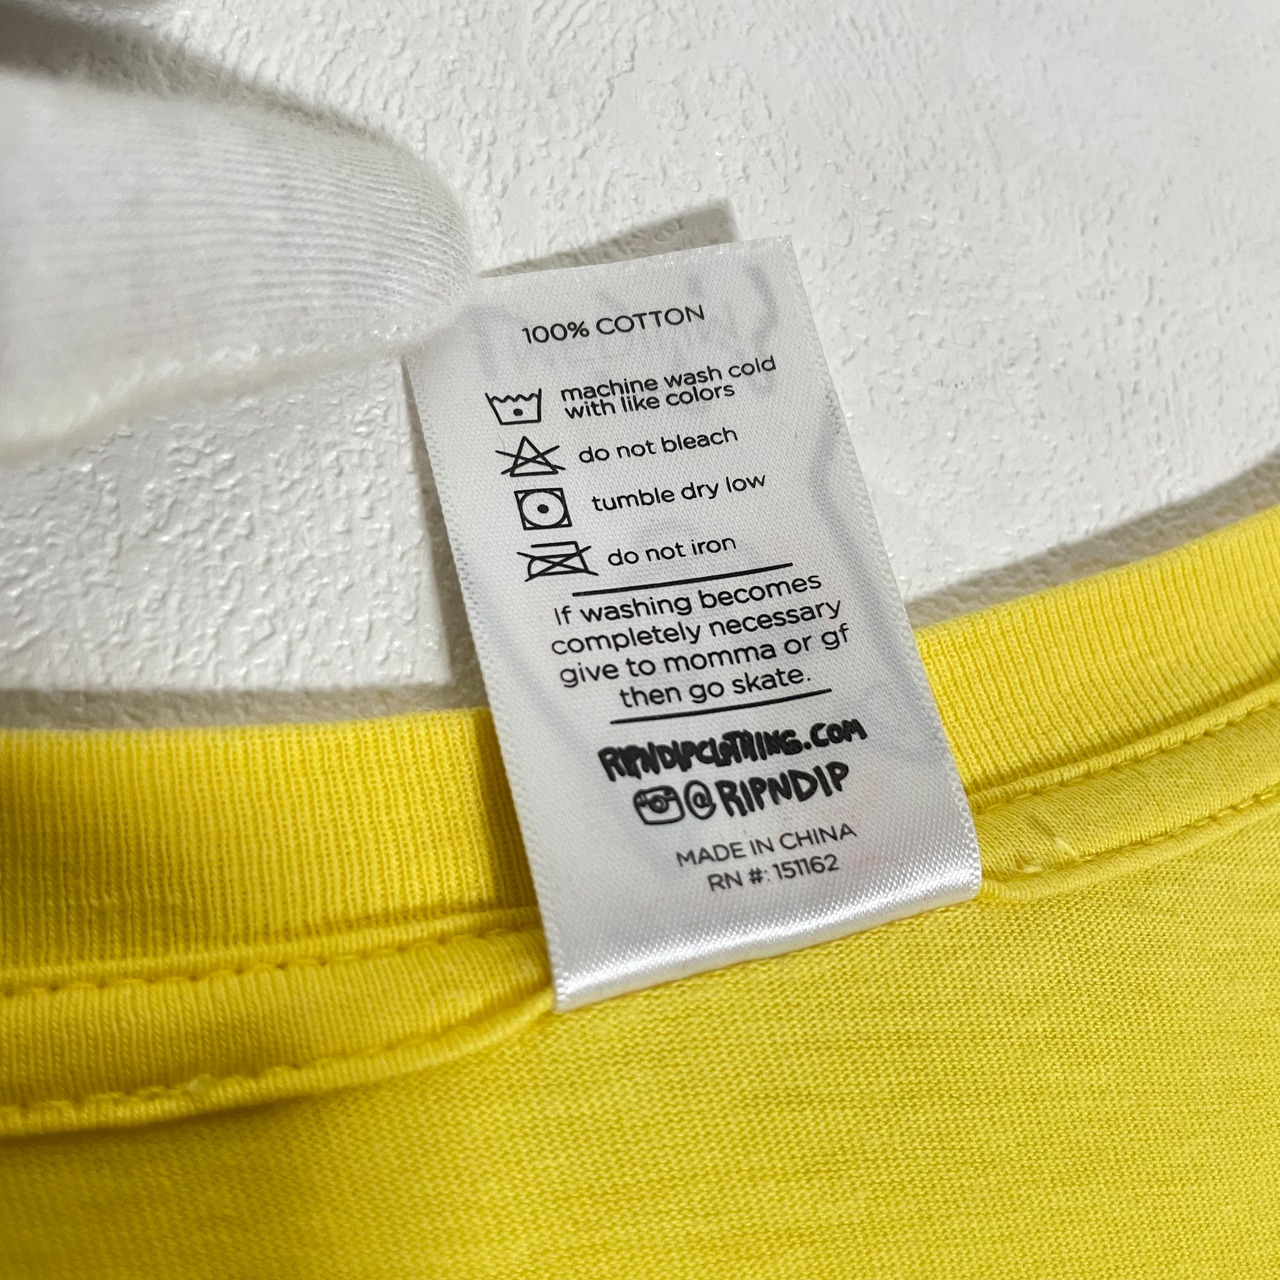 100% COTTON
machine wash cold
with like colors
do not bleach
tumble dry low
do not iron
If washing becomes
completely necessary
give to momma or gf
then go skate.
RIPNDIPCLOTHING.COM
@RIPNDIP
MADE IN CHINA
RN #: 151162